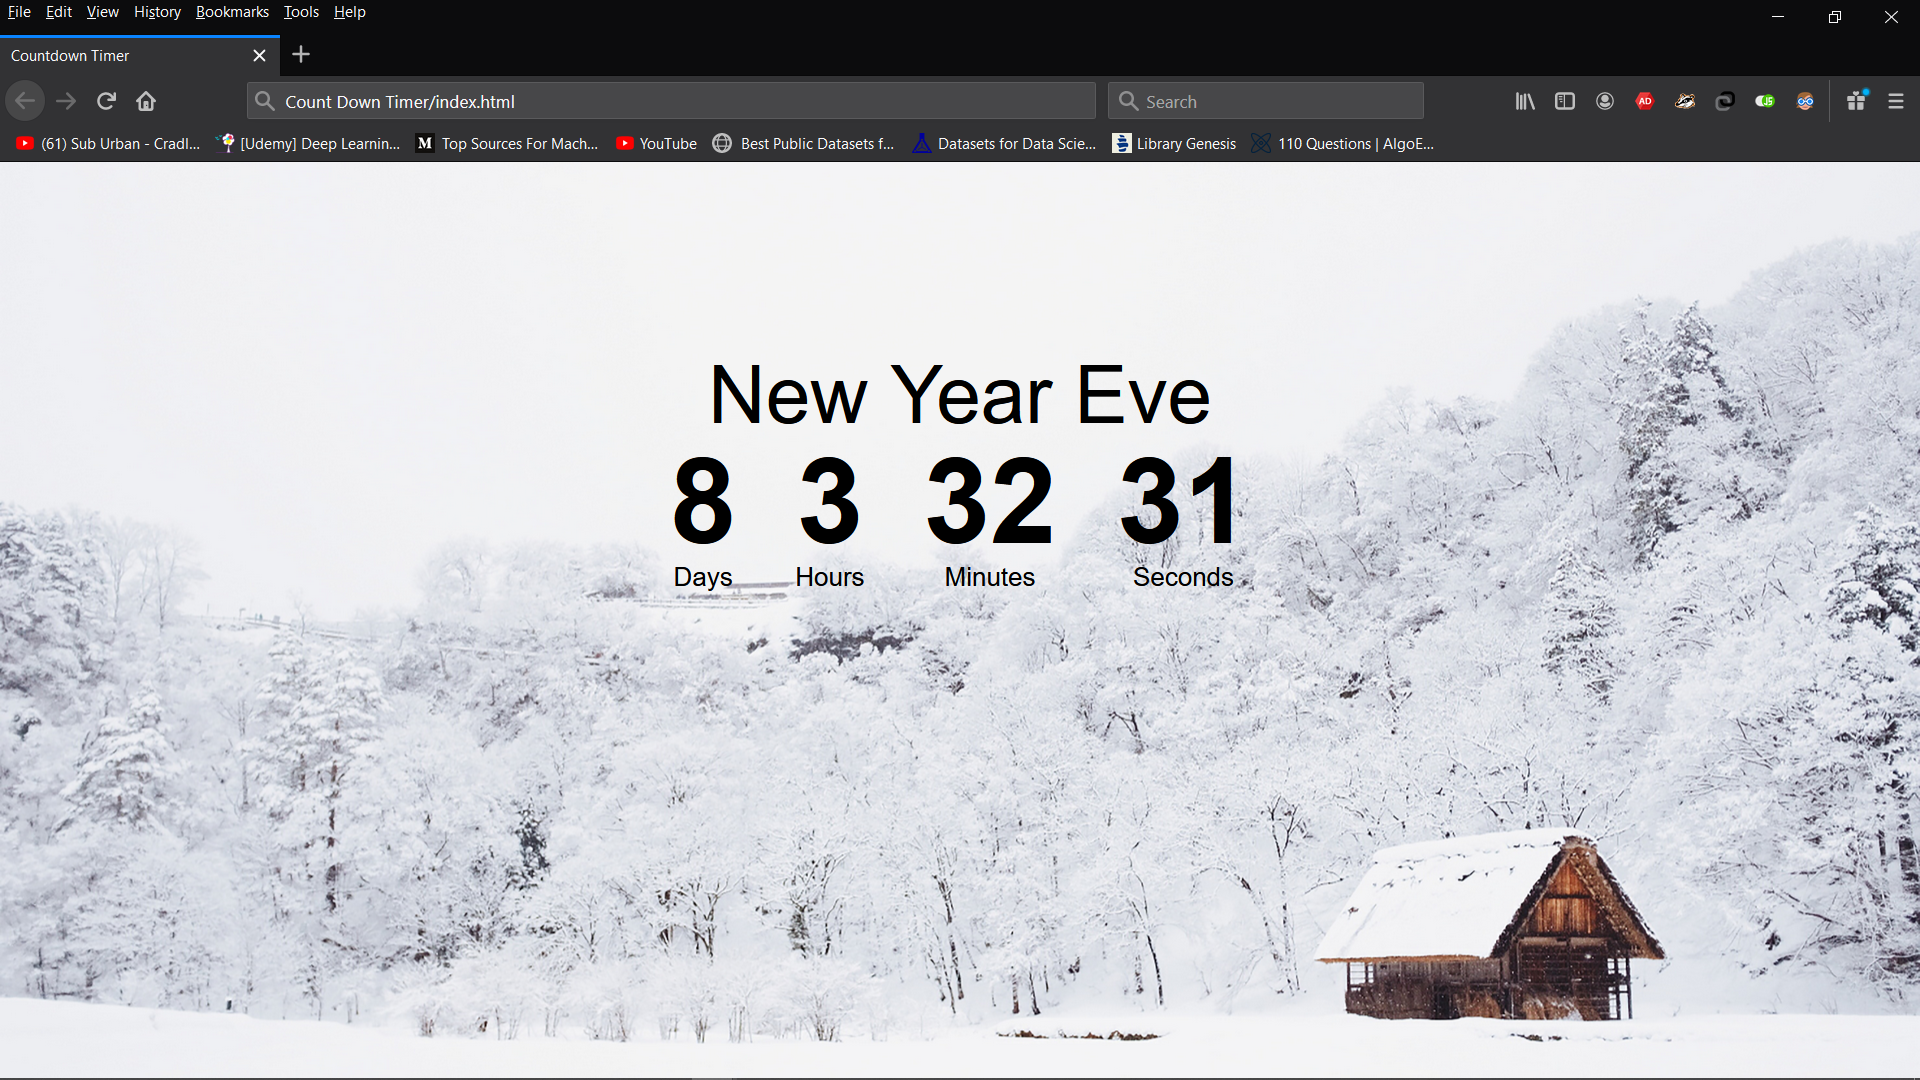 File Edit View History Bookmarks Tools Help
Countdown Timer
Count Down Timer/index.html
Search
AD
JS
(61) Sub Urban - Cradl...
[Udemy] Deep Learnin...
M Top Sources For Mach...
YouTube
Best Public Datasets f...
Datasets for Data Scie...
Library Genesis
110 Questions | AlgoE...
New Year Eve
8 3 32 31
Days Hours Minutes Seconds